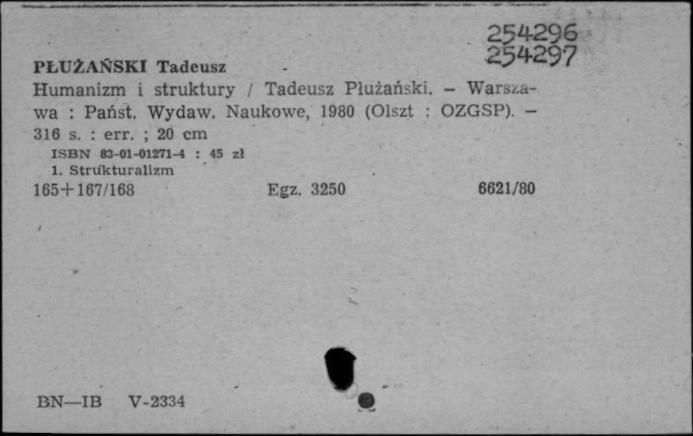 254296
254297
PŁUŻAŃSKI Tadeusz
Humanizm i struktury / Tadeusz Płużański. — Warsza-
wa : Państ. Wydaw. Naukowe, 1980 (Olszt : OZGSP). —
316 s. : err. ; 20 cm
ISBN 83-01-01271-4 : 45 zł
1. Strukturalizm
165+167/168 Egz. 3250 6621/80
BN—IB V-2334